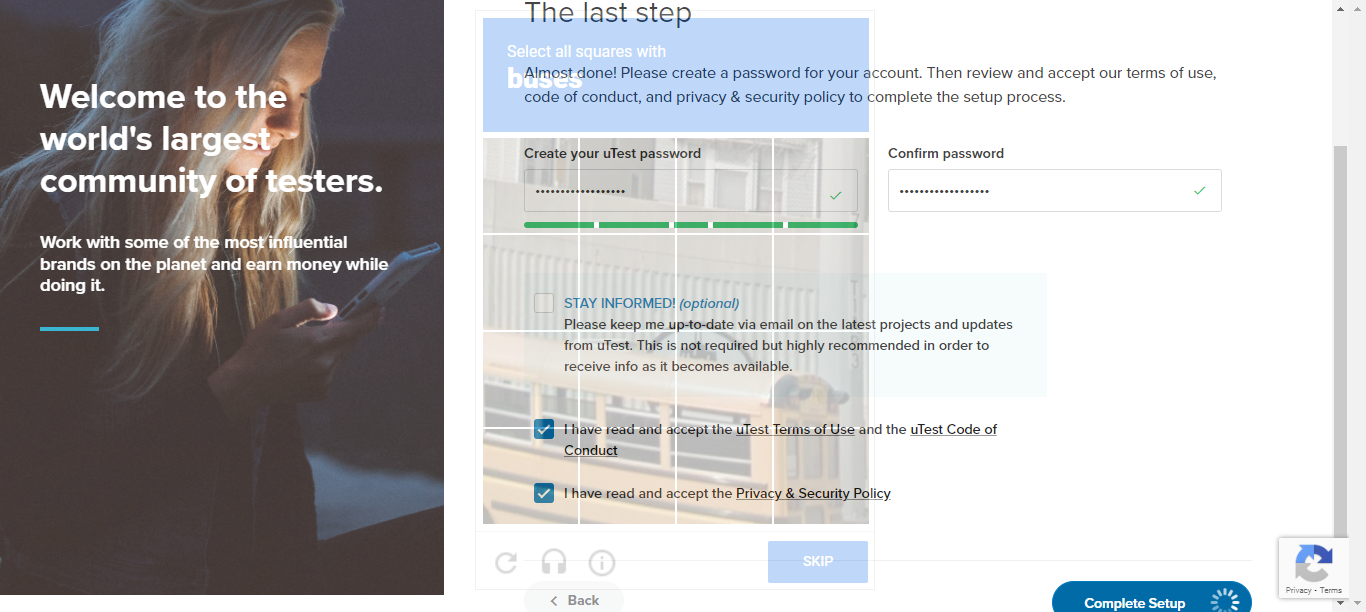 Welcome to the
world's largest
community of testers.
Work with some of the most influential
brands on the planet and earn money while
doing it.
The last step
Select all squares with
buses
Almost done! Please create a password for your account. Then review and accept our terms of use,
code of conduct, and privacy & security policy to complete the setup process.
Create your uTest password
Confirm password
••••••••••••••••••
••••••••••••••••••
STAY INFORMED! (optional)
Please keep me up-to-date via email on the latest projects and updates
from uTest. This is not required but highly recommended in order to
receive info as it becomes available.
I have read and accept the uTest Terms of Use and the uTest Code of
Conduct
I have read and accept the Privacy & Security Policy
SKIP
Back
Complete Setup
Privacy - Terms